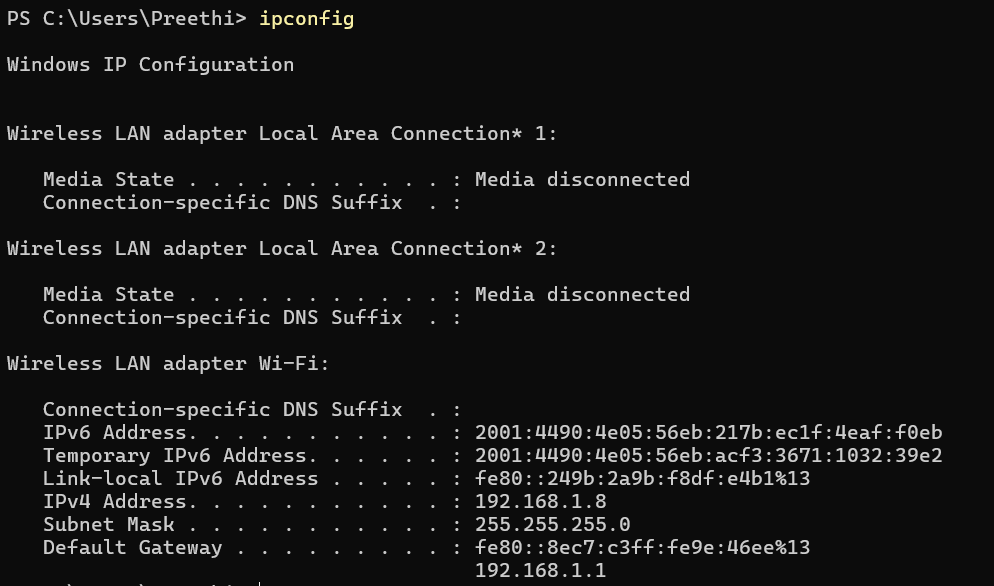 PS C:\Users\Preethi> ipconfig
Windows IP Configuration
Wireless LAN adapter Local Area Connection* 1:
Media State . . . . . . . . . . . : Media disconnected
Connection-specific DNS Suffix  . :
Wireless LAN adapter Local Area Connection* 2:
Media State . . . . . . . . . . . : Media disconnected
Connection-specific DNS Suffix  . :
Wireless LAN adapter Wi-Fi:
Connection-specific DNS Suffix  . :
IPv6 Address. . . . . . . . . . . : 2001:4490:4e05:56eb:217b:ec1f:4eaf:f0eb
Temporary IPv6 Address. . . . . . : 2001:4490:4e05:56eb:acf3:3671:1032:39e2
Link-local IPv6 Address . . . . . : fe80::249b:2a9b:f8df:e4b1%13
IPv4 Address. . . . . . . . . . . : 192.168.1.8
Subnet Mask . . . . . . . . . . . : 255.255.255.0
Default Gateway . . . . . . . . . : fe80::8ec7:c3ff:fe9e:46ee%13
192.168.1.1